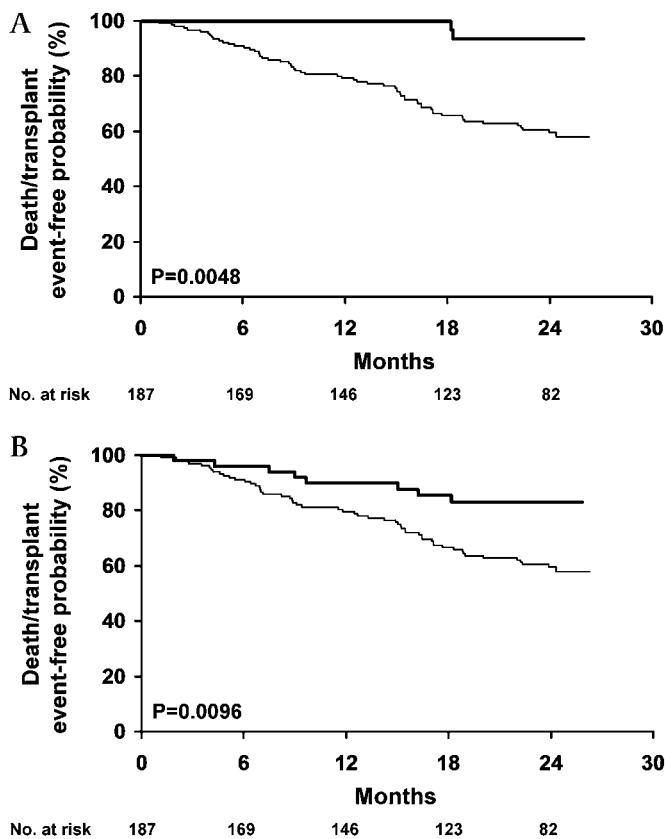 A
Death/transplant
event-free probability (%)
100
80
60
40
20
0
P=0.0048
0 6 12 18 24 30
Months
No. at risk 187 169 146 123 82
B
Death/transplant
event-free probability (%)
100
80
60
40
20
0
P=0.0096
0 6 12 18 24 30
Months
No. at risk 187 169 146 123 82